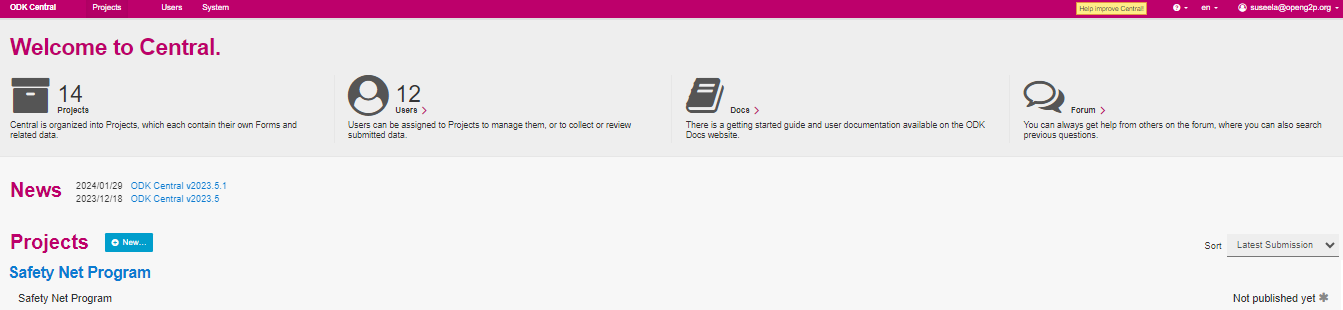 ODK Central Projects Users System Help improve Central! en suseela@openg2p.org
Welcome to Central.
14
Projects
Central is organized into Projects, which each contain their own Forms and
related data.
12
Users
Users can be assigned to Projects to manage them, or to collect or review
submitted data.
Docs
There is a getting started guide and user documentation available on the ODK
Docs website.
Forum
You can always get help from others on the forum, where you can also search
previous questions.
News
2024/01/29 ODK Central v2023.5.1
2023/12/18 ODK Central v2023.5
Projects New...
Sort Latest Submission
Safety Net Program
Safety Net Program Not published yet